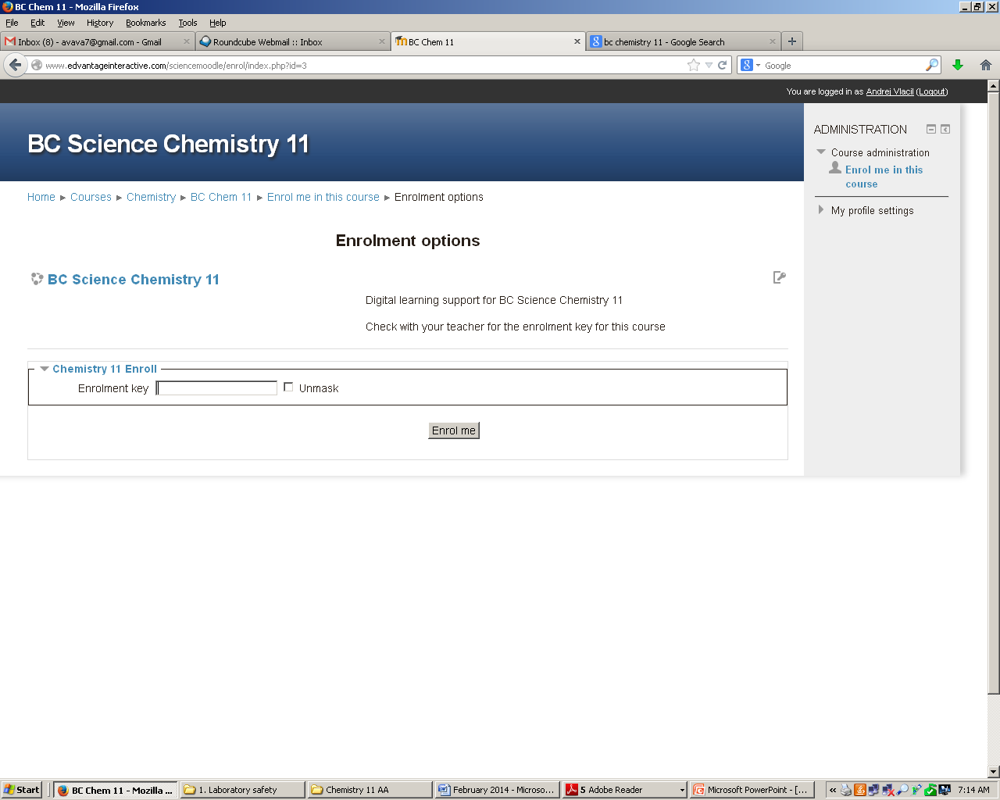 BC Chem 11 - Mozilla Firefox
File Edit View History Bookmarks Tools Help
Inbox (8) - avava7@gmail.com - Gmail
Roundcube Webmail :: Inbox
BC Chem 11
bc chemistry 11 - Google Search
www.edvantageinteractive.com/sciencemoodle/enrol/index.php?id=3
Google
You are logged in as Andrej Vlacil (Logout)
BC Science Chemistry 11
ADMINISTRATION
Course administration
Enrol me in this
course
My profile settings
Home ► Courses ► Chemistry ► BC Chem 11 ► Enrol me in this course ► Enrolment options
Enrolment options
BC Science Chemistry 11
Digital learning support for BC Science Chemistry 11
Check with your teacher for the enrolment key for this course
Chemistry 11 Enroll
Enrolment key
Unmask
Enrol me
Start
BC Chem 11 - Mozilla ...
1. Laboratory safety
Chemistry 11 AA
February 2014 - Microso...
5 Adobe Reader
Microsoft PowerPoint - [...
7:14 AM